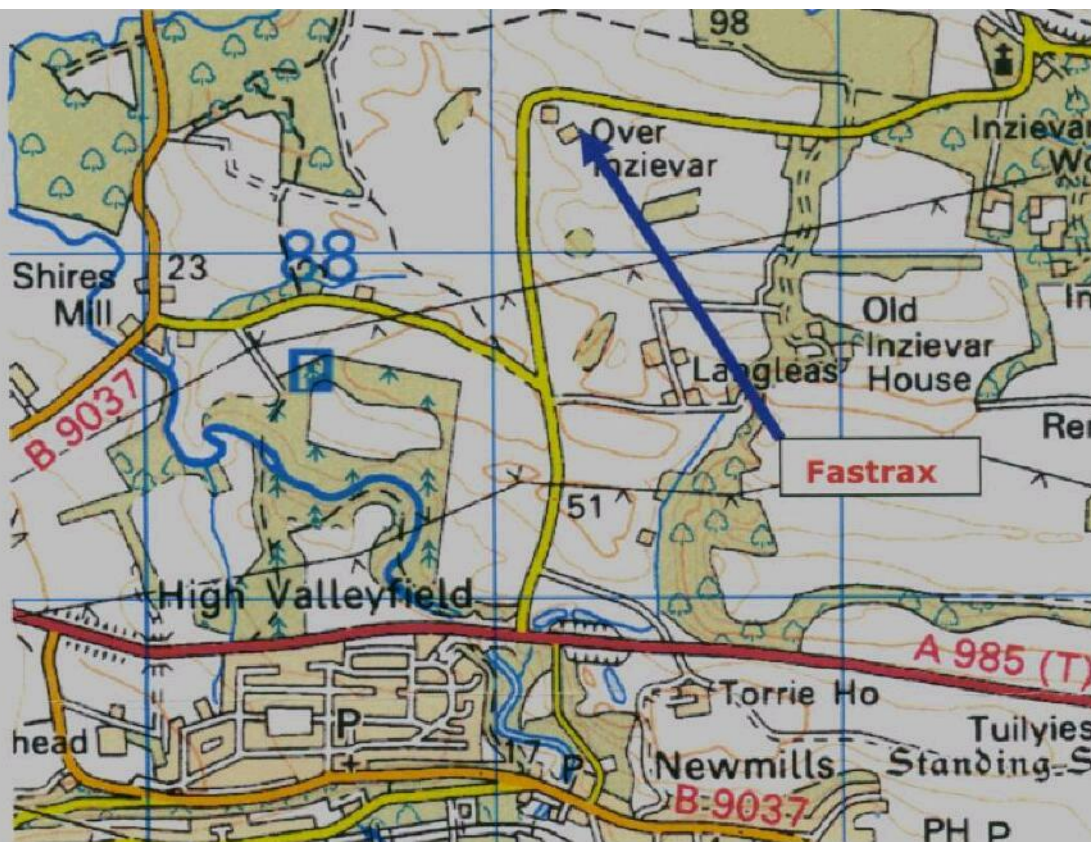 98
Over
Inzievar
Inzievar
88
23
Shires
Mill
Old
Inzievar
House
Langleas
B 9037
Fastrax
51
High Valleyfield
A 985
Torrie Ho
head
P
Tuilyies
Standing
17
P
Newmills
B 9037
PH P